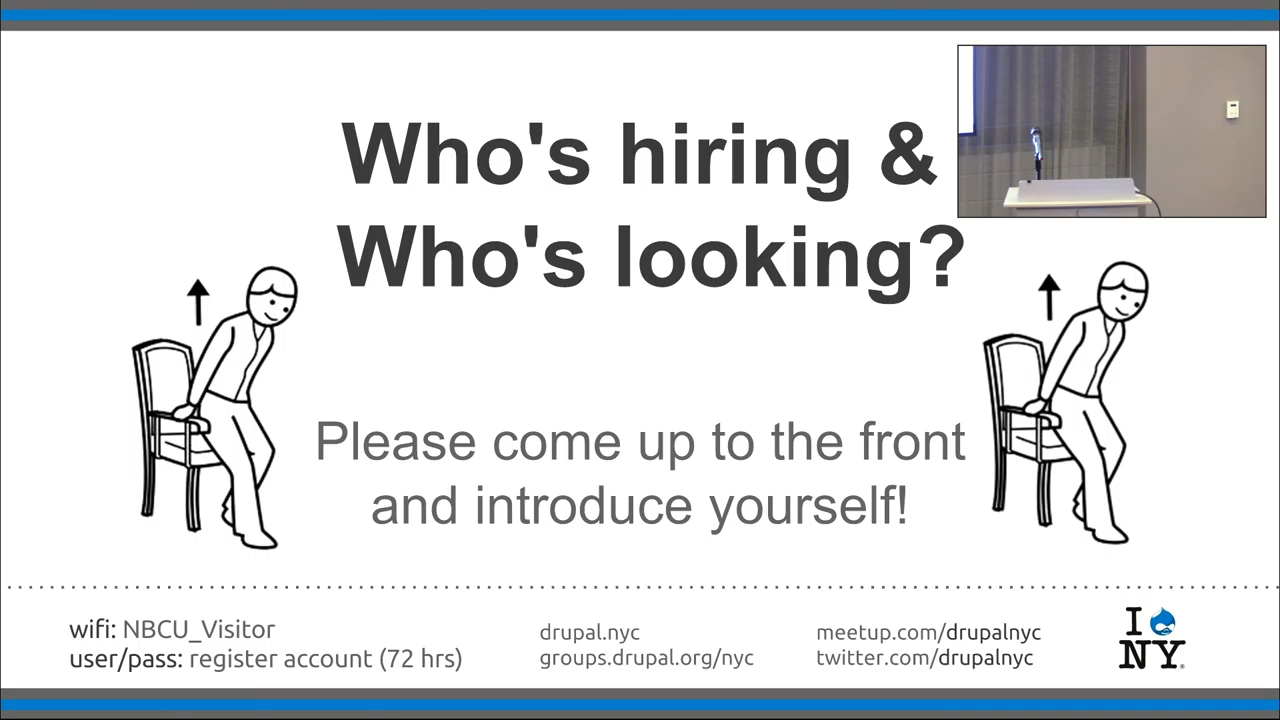 Who's hiring &
Who's looking?
Please come up to the front
and introduce yourself!
wifi: NBCU_Visitor
user/pass: register account (72 hrs)
drupal.nyc
groups.drupal.org/nyc
meetup.com/drupalnyc
twitter.com/drupalnyc
I
NY®